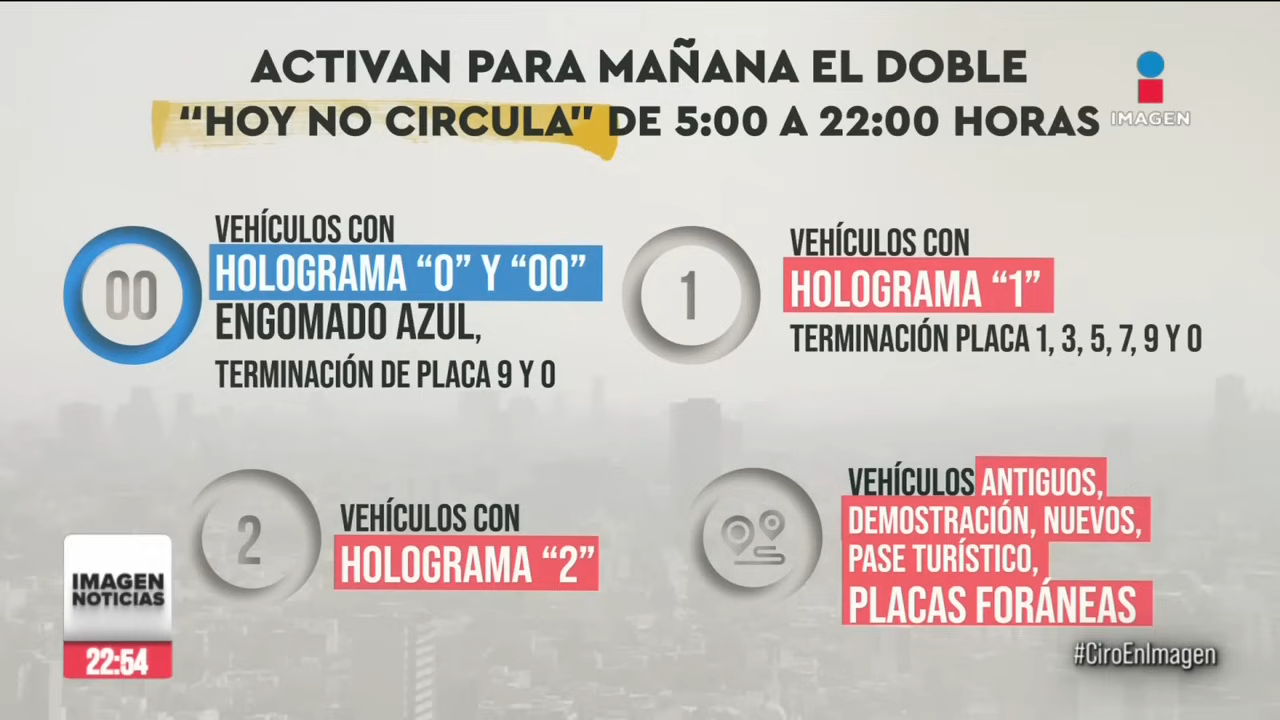 ACTIVAN PARA MAÑANA EL DOBLE
“HOY NO CIRCULA” DE 5:00 A 22:00 HORAS
IMAGEN
00
VEHÍCULOS CON
HOLOGRAMA “0” Y “00”
ENGOMADO AZUL,
TERMINACIÓN DE PLACA 9 Y 0
1
VEHÍCULOS CON
HOLOGRAMA “1”
TERMINACIÓN PLACA 1, 3, 5, 7, 9 Y 0
2
VEHÍCULOS CON
HOLOGRAMA “2”
VEHÍCULOS ANTIGUOS,
DEMOSTRACIÓN, NUEVOS,
PASE TURÍSTICO,
PLACAS FORÁNEAS
IMAGEN
NOTICIAS
22:54
#CiroEnImagen